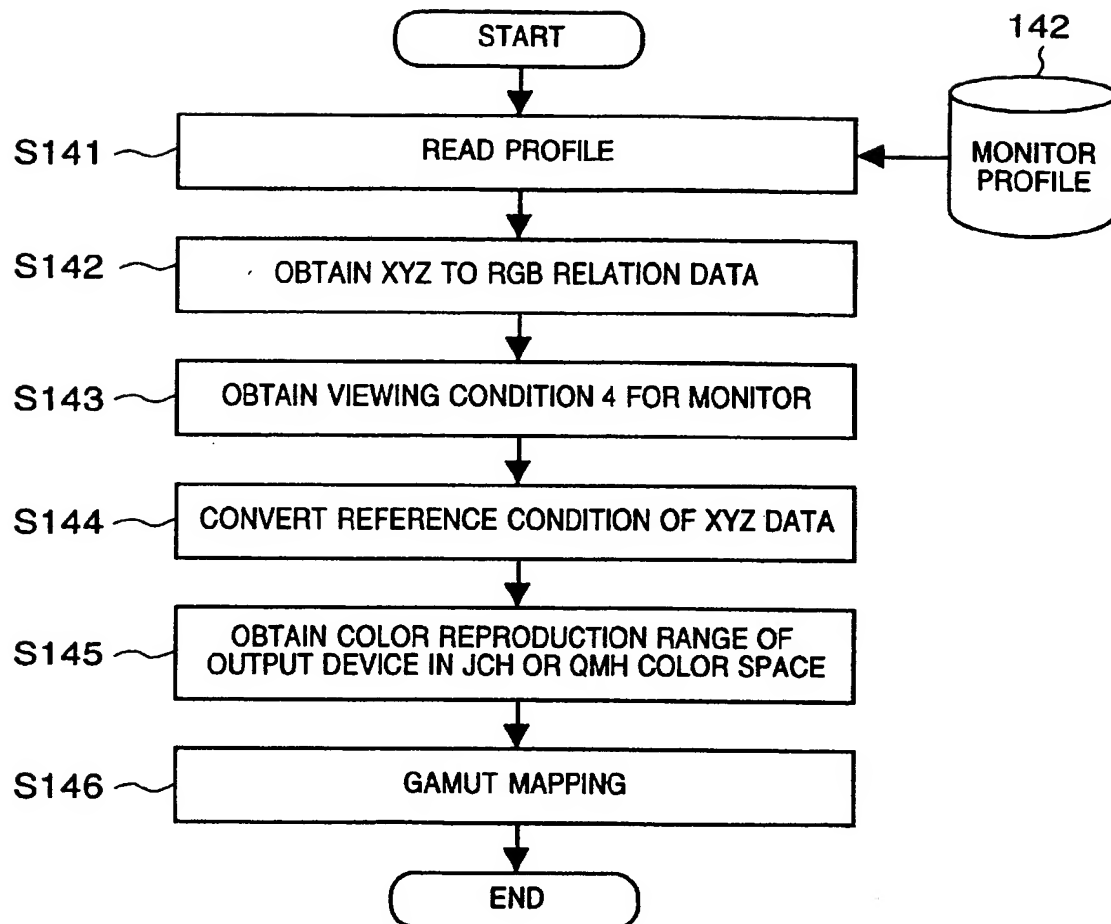 START
142
S141
READ PROFILE
MONITOR
PROFILE
S142
OBTAIN XYZ TO RGB RELATION DATA
S143
OBTAIN VIEWING CONDITION 4 FOR MONITOR
S144
CONVERT REFERENCE CONDITION OF XYZ DATA
S145
OBTAIN COLOR REPRODUCTION RANGE OF
OUTPUT DEVICE IN JCH OR QMH COLOR SPACE
S146
GAMUT MAPPING
END